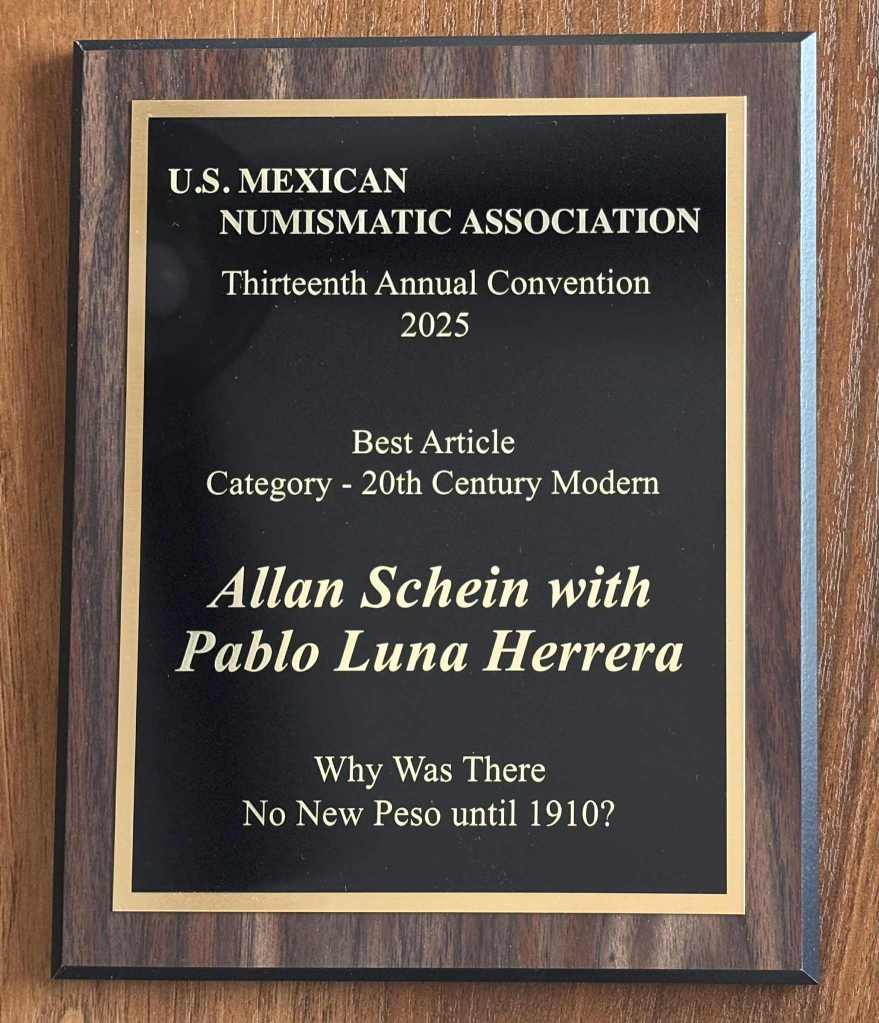 U.S. MEXICAN
NUMISMATIC ASSOCIATION
Thirteenth Annual Convention
2025
Best Article
Category - 20th Century Modern
Allan Schein with
Pablo Luna Herrera
Why Was There
No New Peso until 1910?